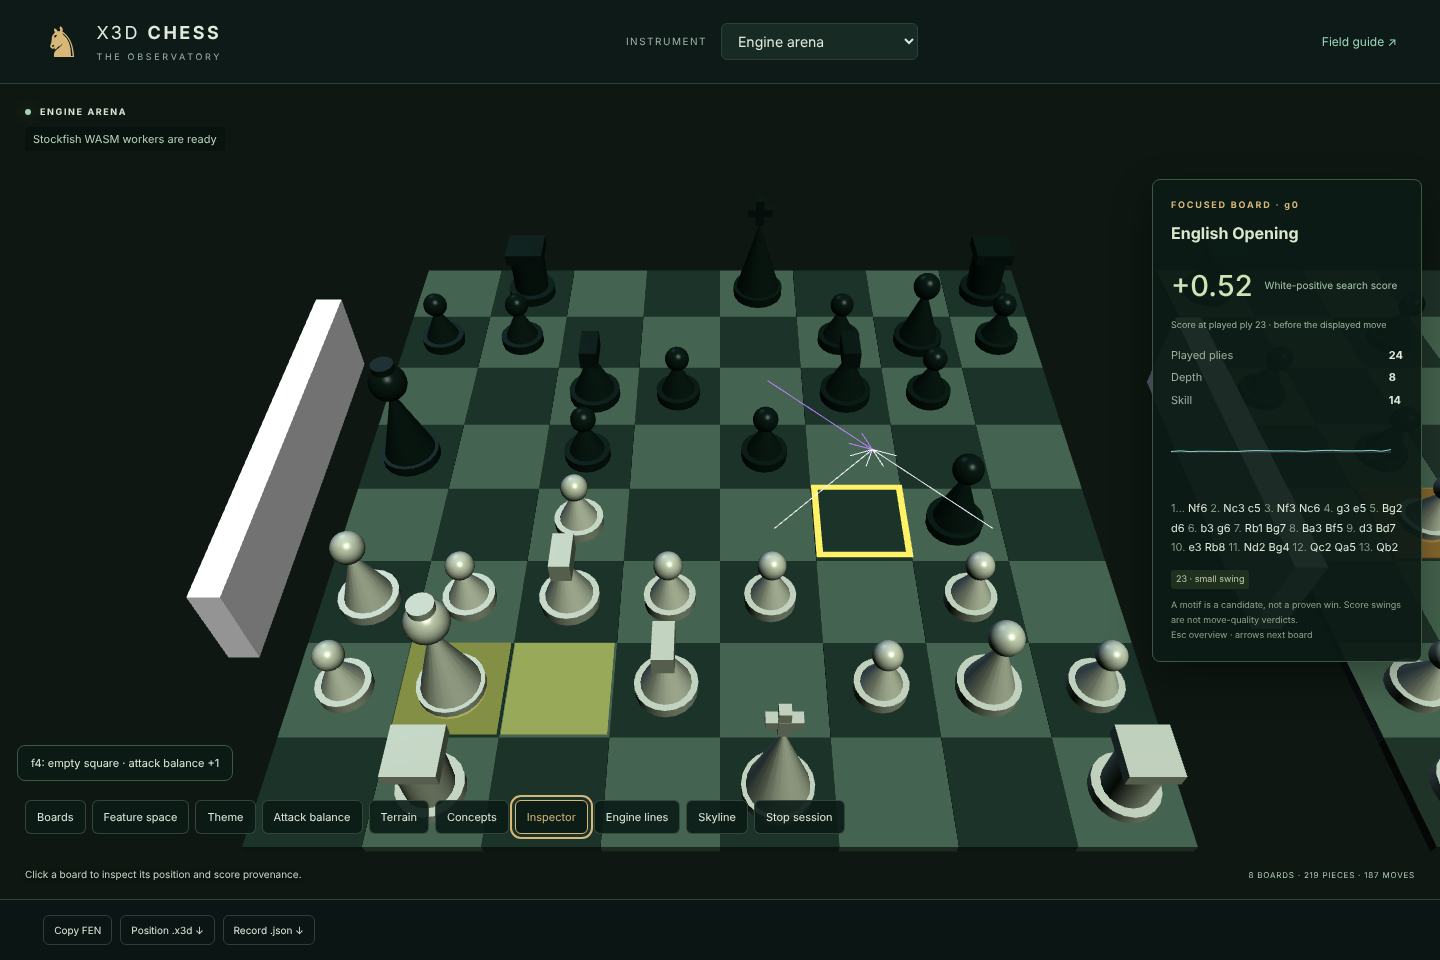 X3D CHESS
THE OBSERVATORY
INSTRUMENT
Engine arena
Field guide ↗
ENGINE ARENA
Stockfish WASM workers are ready
FOCUSED BOARD · g0
English Opening
+0.52 White-positive search score
Score at played ply 23 · before the displayed move
Played plies 24
Depth 8
Skill 14
1... Nf6 2. Nc3 c5 3. Nf3 Nc6 4. g3 e5 5. Bg2
d6 6. b3 g6 7. Rb1 Bg7 8. Ba3 Bf5 9. d3 Bd7
10. e3 Rb8 11. Nd2 Bg4 12. Qc2 Qa5 13. Qb2
23 · small swing
A motif is a candidate, not a proven win. Score swings
are not move-quality verdicts.
Esc overview · arrows next board
f4: empty square · attack balance +1
Boards
Feature space
Theme
Attack balance
Terrain
Concepts
Inspector
Engine lines
Skyline
Stop session
Click a board to inspect its position and score provenance.
8 BOARDS · 219 PIECES · 187 MOVES
Copy FEN
Position .x3d ↓
Record .json ↓